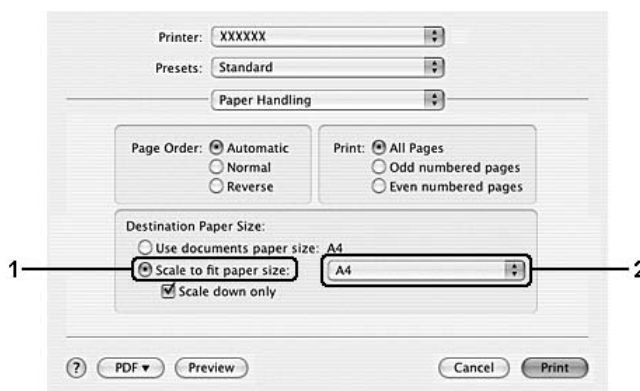 Printer: XXXXXX
Presets: Standard
Paper Handling
Page Order: Automatic
Normal
Reverse
Print: All Pages
Odd numbered pages
Even numbered pages
Destination Paper Size:
Use documents paper size: A4
1 Scale to fit paper size: A4 2
Scale down only
? PDF ▼ Preview Cancel Print